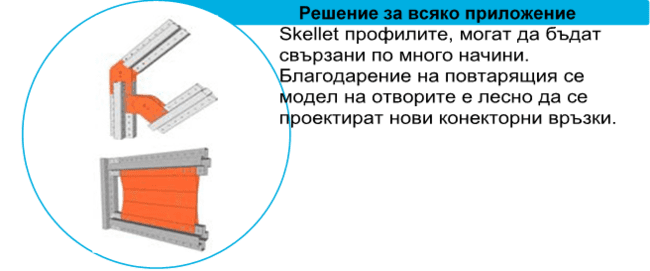 Решение за всяко приложение
Skellet профилите, могат да бъдат
свързани по много начини.
Благодарение на повтарящия се
модел на отворите е лесно да се
проектират нови конекторни връзки.